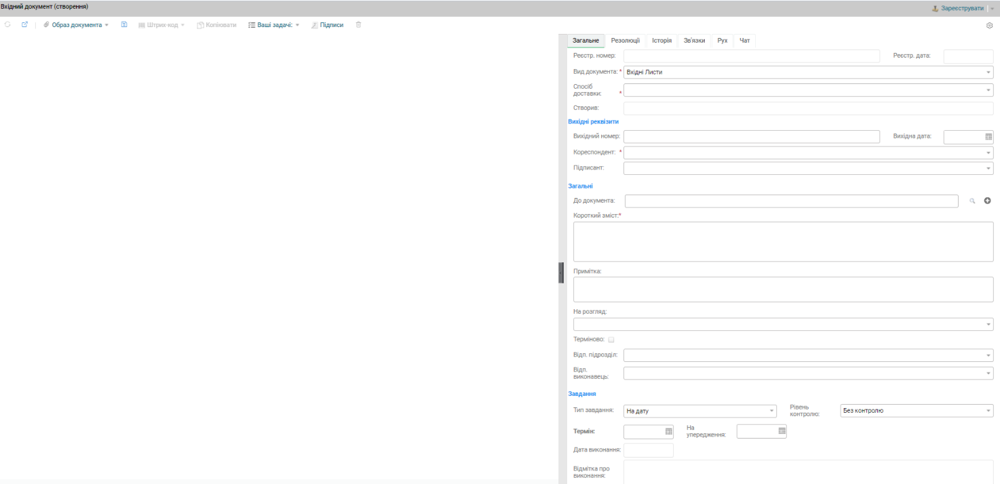 Вхідний документ (створення)
Зареєструвати
Образ документа
Штрих-код
Копіювати
Ваші задачі:
Підписи
Загальне
Резолюції
Історія
Зв'язки
Рух
Чат
Реєстр. номер:
Реєстр. дата:
Вид документа: *
Вхідні Листи
Спосіб
доставки: *
Створив:
Вихідні реквізити
Вихідний номер:
Вихідна дата:
Кореспондент: *
Підписант:
Загальні
До документа:
Короткий зміст:*
Примітка:
На розгляд:
Терміново:
Відп. підрозділ:
Відп.
виконавець:
Завдання
Тип завдання:
На дату
Рівень
контролю:
Без контролю
Термін:
На
упередження:
Дата виконання:
Відмітка про
виконання: